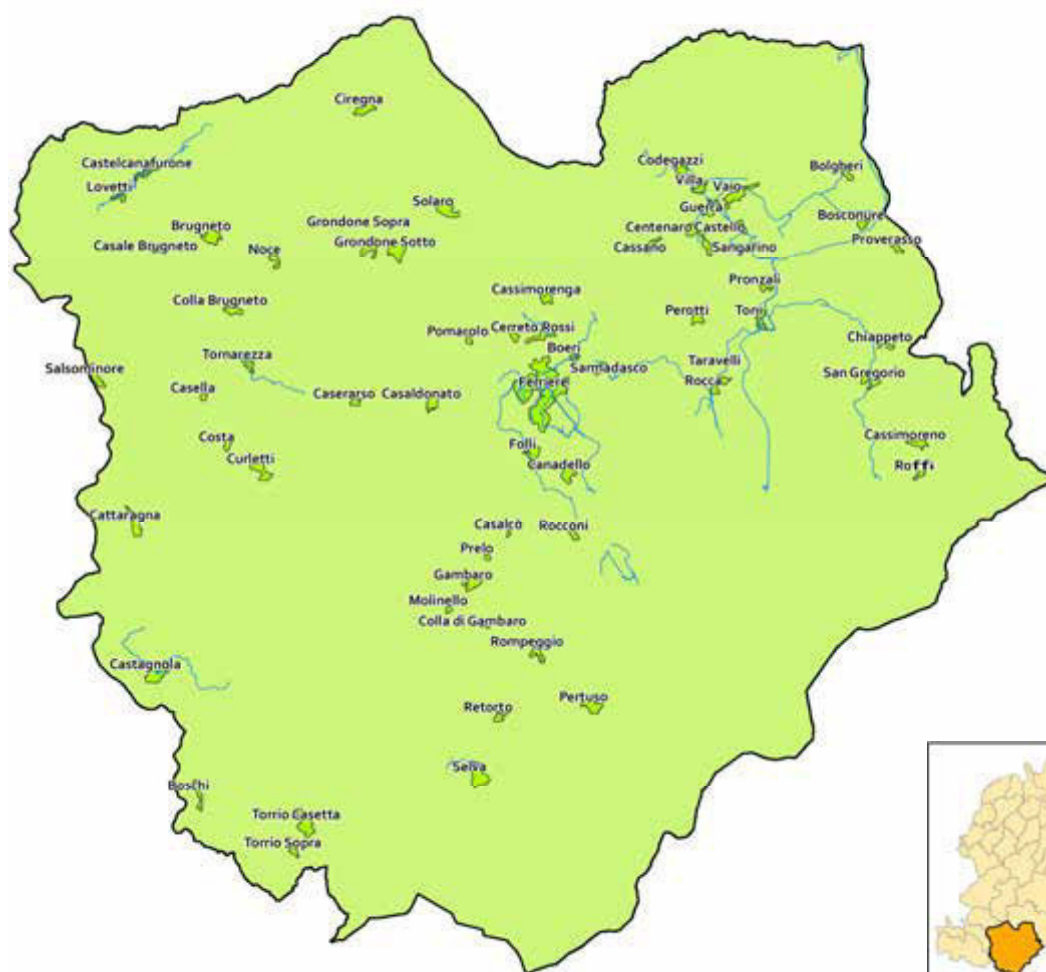 Ciregna
Castelcanafurone
Codegazzi
Bolgheri
Lovetti
Villa
Vaio
Solaro
Guerra
Grondone Sopra
Bosconure
Brugneto
Centenaro
Castello
Casale Brugneto
Noce
Grondone Sotto
Cassano
Sangarino
Proverasso
Pronzali
Cassimorenga
Colla Brugneto
Perotti
Toni
Pomarolo
Cerreto Rossi
Chiappeto
Boeri
Tornarezza
Taravelli
Salsominore
Sarmadasco
San Gregorio
Casella
Ferriere
Rocca
Caserarso
Casaldonato
Costa
Folli
Cassimoreno
Curletti
Canadello
Roffi
Cattaragna
Casalcò
Rocconi
Prelo
Gambaro
Molinello
Colla di Gambaro
Rompeggio
Castagnola
Retorto
Pertuso
Selva
Boschi
Torrio Casetta
Torrio Sopra